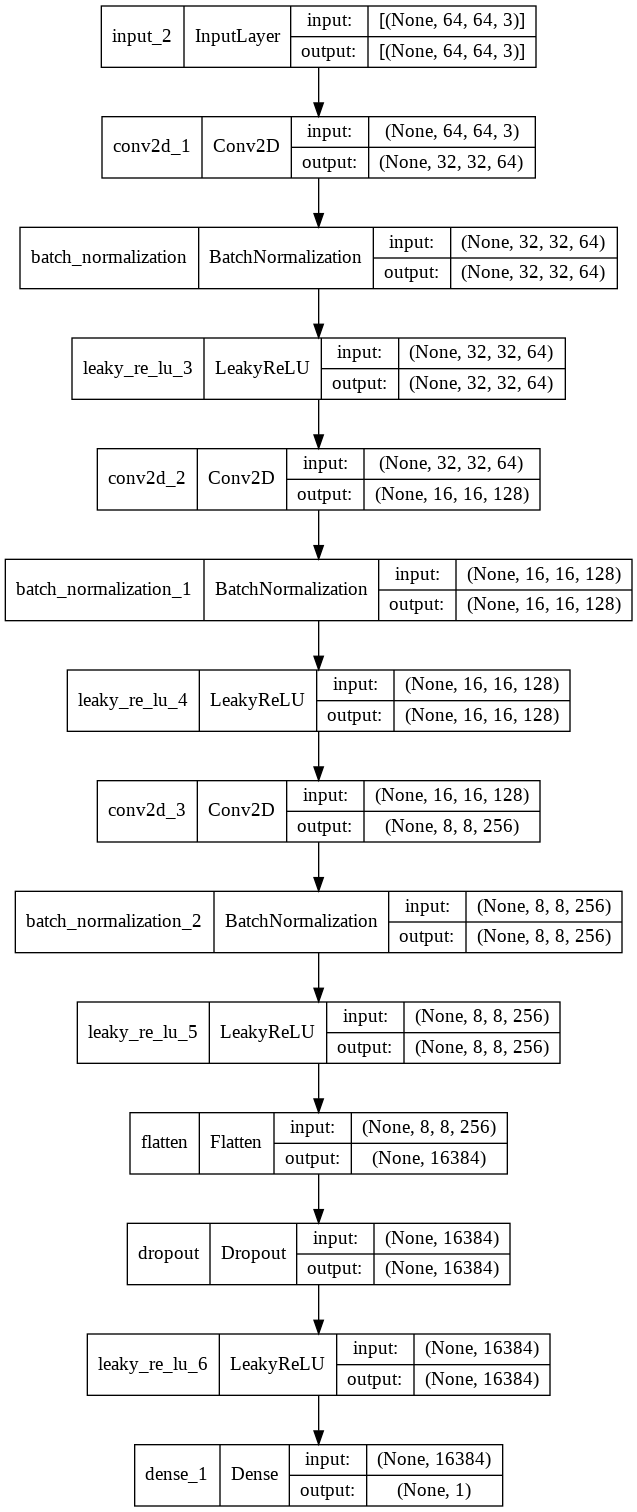 input_2 InputLayer input: [(None, 64, 64, 3)]
output: [(None, 64, 64, 3)]
conv2d_1 Conv2D input: (None, 64, 64, 3)
output: (None, 32, 32, 64)
batch_normalization BatchNormalization input: (None, 32, 32, 64)
output: (None, 32, 32, 64)
leaky_re_lu_3 LeakyReLU input: (None, 32, 32, 64)
output: (None, 32, 32, 64)
conv2d_2 Conv2D input: (None, 32, 32, 64)
output: (None, 16, 16, 128)
batch_normalization_1 BatchNormalization input: (None, 16, 16, 128)
output: (None, 16, 16, 128)
leaky_re_lu_4 LeakyReLU input: (None, 16, 16, 128)
output: (None, 16, 16, 128)
conv2d_3 Conv2D input: (None, 16, 16, 128)
output: (None, 8, 8, 256)
batch_normalization_2 BatchNormalization input: (None, 8, 8, 256)
output: (None, 8, 8, 256)
leaky_re_lu_5 LeakyReLU input: (None, 8, 8, 256)
output: (None, 8, 8, 256)
flatten Flatten input: (None, 8, 8, 256)
output: (None, 16384)
dropout Dropout input: (None, 16384)
output: (None, 16384)
leaky_re_lu_6 LeakyReLU input: (None, 16384)
output: (None, 16384)
dense_1 Dense input: (None, 16384)
output: (None, 1)